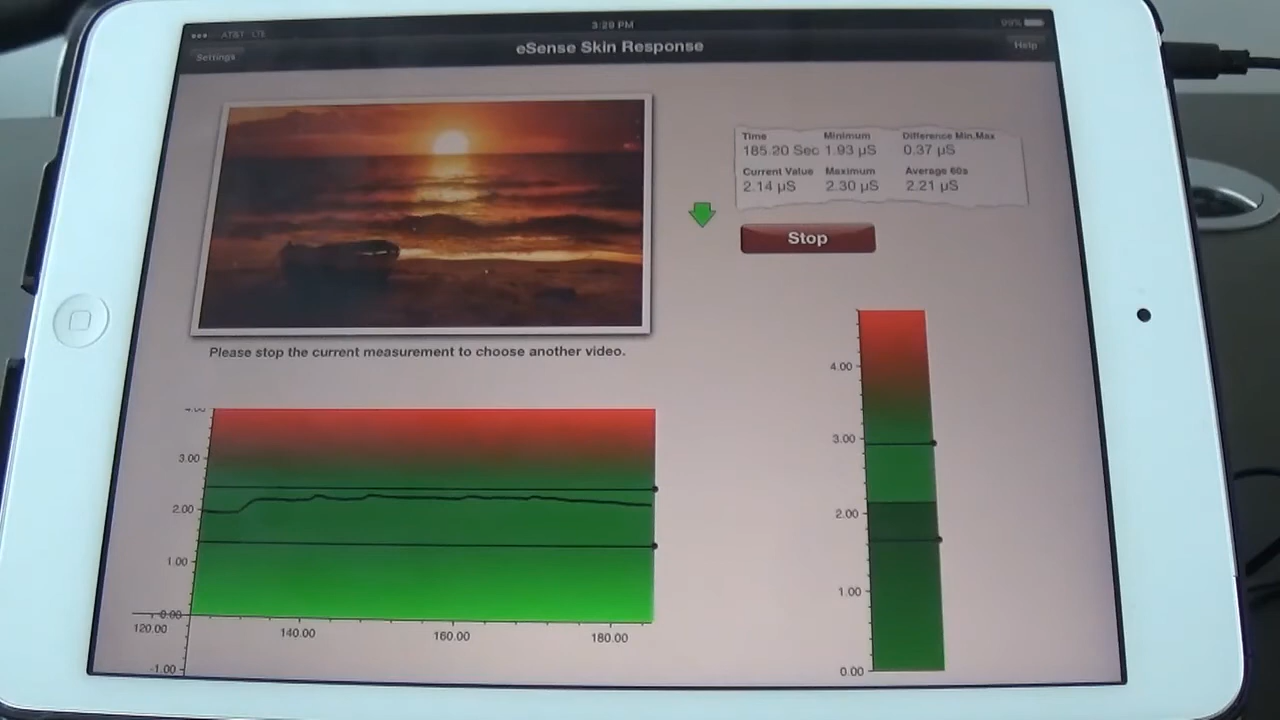 AT&T LTE 3:29 PM 99%
Settings eSense Skin Response Help
Time Minimum Difference Min,Max
185.20 Sec 1.93 µS 0.37 µS
Current Value Maximum Average 60s
2.14 µS 2.30 µS 2.21 µS
Stop
Please stop the current measurement to choose another video.
4.00
3.00
2.00
1.00
0.00
-1.00
120.00 140.00 160.00 180.00
4.00
3.00
2.00
1.00
0.00